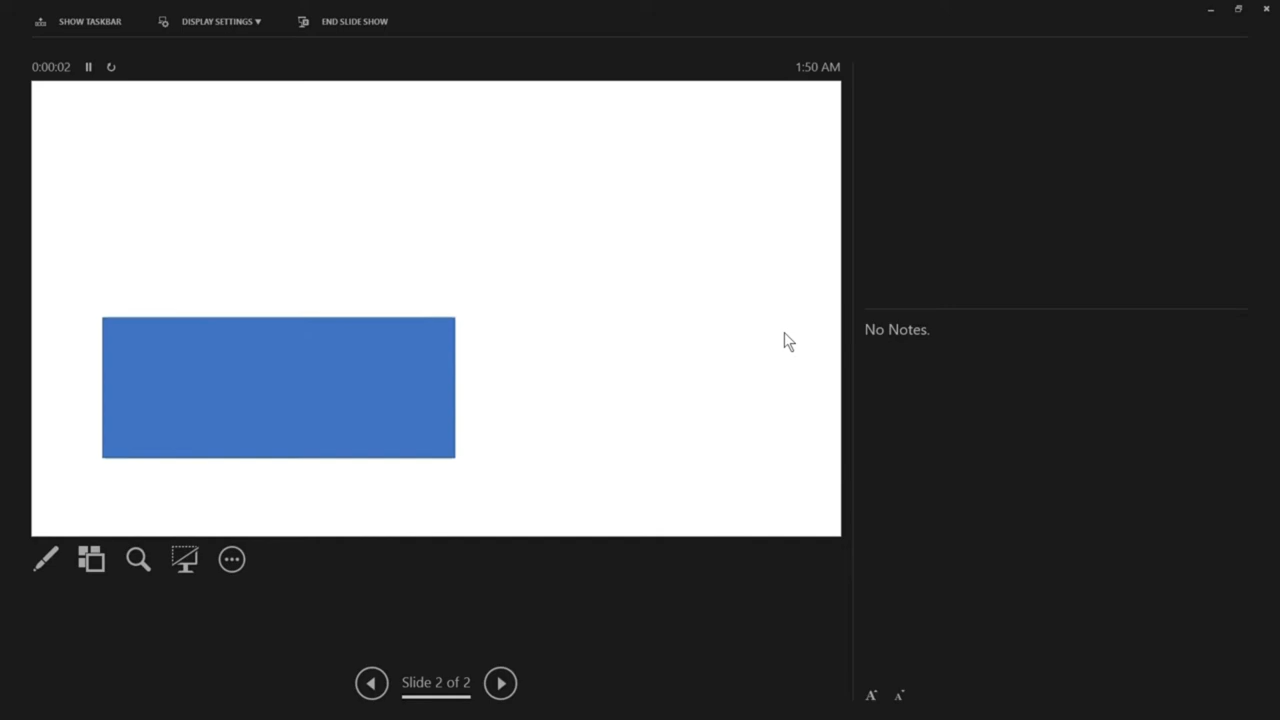 SHOW TASKBAR DISPLAY SETTINGS ▼ END SLIDE SHOW
0:00:02 1:50 AM
No Notes.
Slide 2 of 2
A A